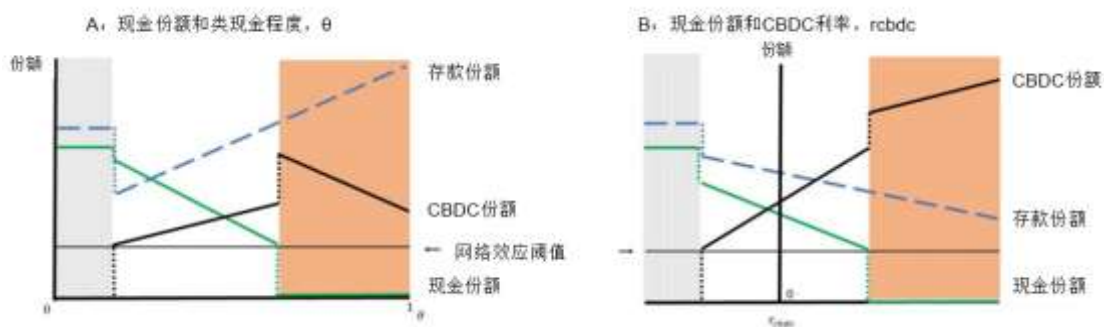 A：现金份额和类现金程度，θ
份额
存款份额
CBDC份额
← 网络效应阈值
现金份额
0
1
θ
B：现金份额和CBDC利率，rcbdc
份额
CBDC份额
存款份额
→
现金份额
0